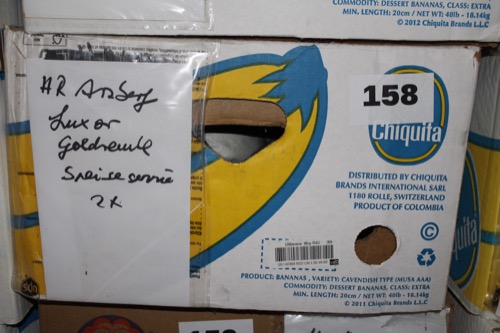 COMMODITY: DESSERT BANANAS, CLASS: EXTRA
MIN. LENGTH: 20cm / NET WT: 40lb - 18.14kg
© 2012 Chiquita Brands L.L.C
HR
Luxor
Speise service
2x
158
Chiquita
DISTRIBUTED BY CHIQUITA
BRANDS INTERNATIONAL SARL
1180 ROLLE, SWITZERLAND
PRODUCT OF COLOMBIA
©
Chiquita
PRODUCT: BANANAS , VARIETY: CAVENDISH TYPE (MUSA AAA)
COMMODITY: DESSERT BANANAS, CLASS: EXTRA
MIN. LENGTH: 20cm / NET WT: 40lb - 18.14kg
© 2011 Chiquita Brands L.L.C